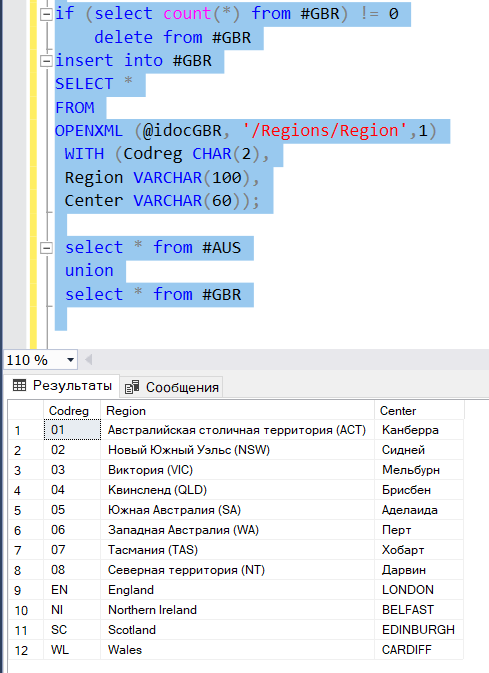 if (select count(*) from #GBR) != 0
delete from #GBR
insert into #GBR
SELECT *
FROM
OPENXML (@idocGBR, '/Regions/Region',1)
WITH (Codreg CHAR(2),
Region VARCHAR(100),
Center VARCHAR(60));
select * from #AUS
union
select * from #GBR
110 %
Результаты Сообщения
Codreg Region Center
1 01 Австралийская столичная территория (ACT) Канберра
2 02 Новый Южный Уэльс (NSW) Сидней
3 03 Виктория (VIC) Мельбурн
4 04 Квинсленд (QLD) Брисбен
5 05 Южная Австралия (SA) Аделаида
6 06 Западная Австралия (WA) Перт
7 07 Тасмания (TAS) Хобарт
8 08 Северная территория (NT) Дарвин
9 EN England LONDON
10 NI Northern Ireland BELFAST
11 SC Scotland EDINBURGH
12 WL Wales CARDIFF